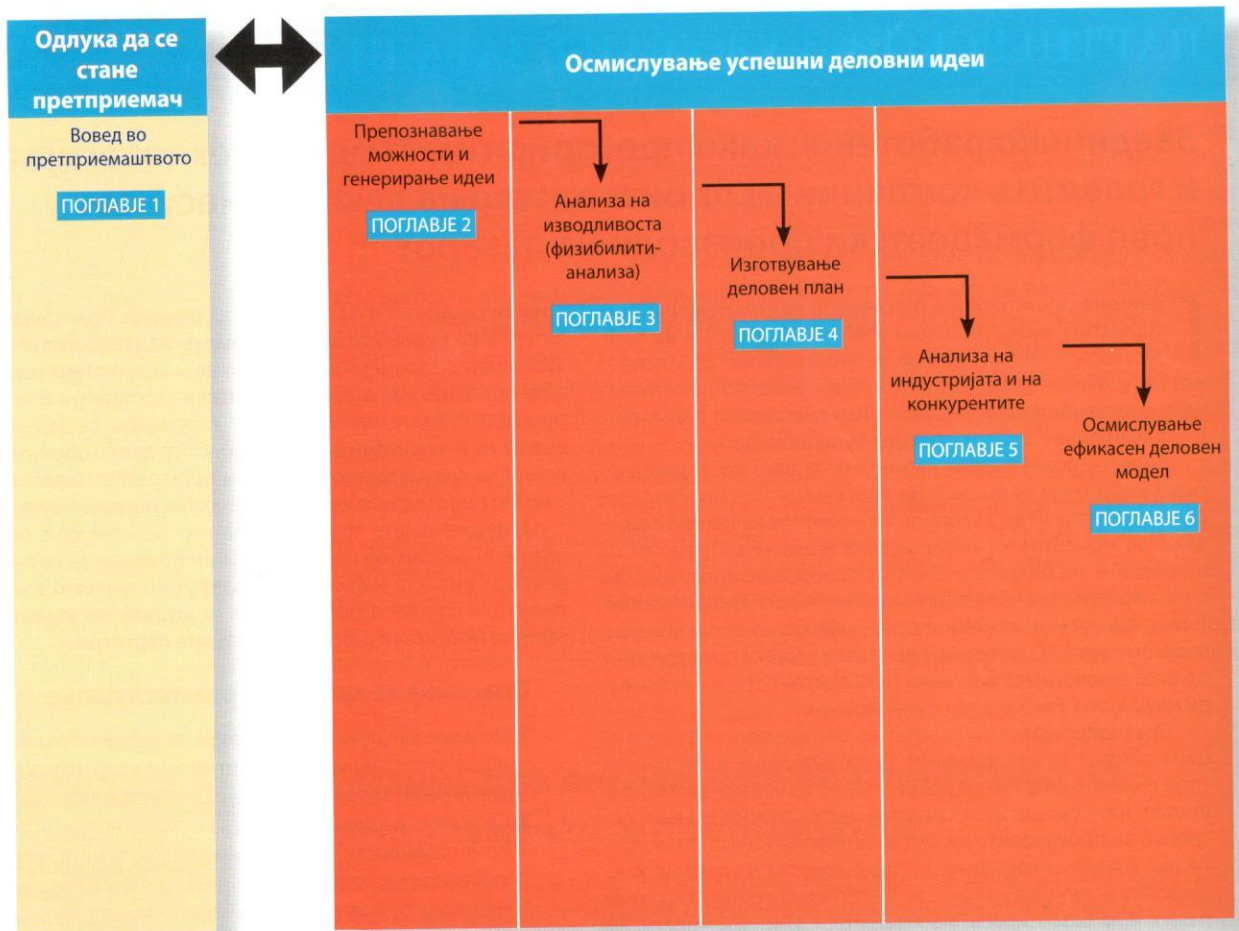 Одлука да се
стане
претприемач
Вовед во
претприемаштвото
ПОГЛАВЈЕ 1
Осмислување успешни деловни идеи
Препознавање
можности и
генерирање идеи
ПОГЛАВЈЕ 2
Анализа на
изводливоста
(физибилити-
анализа)
ПОГЛАВЈЕ 3
Изготвување
деловен план
ПОГЛАВЈЕ 4
Анализа на
индустријата и на
конкурентите
ПОГЛАВЈЕ 5
Осмислување
ефикасен деловен
модел
ПОГЛАВЈЕ 6